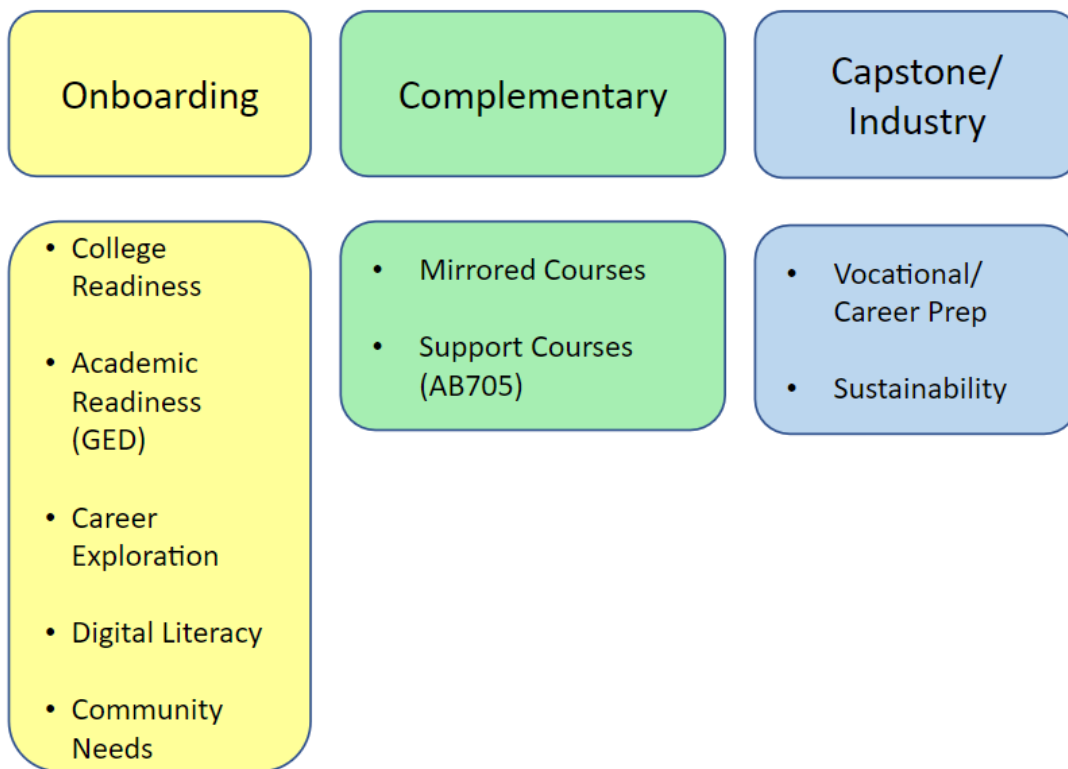 Onboarding
Complementary
Capstone/
Industry
• College
Readiness
• Academic
Readiness
(GED)
• Career
Exploration
• Digital Literacy
• Community
Needs
• Mirrored Courses
• Support Courses
(AB705)
• Vocational/
Career Prep
• Sustainability